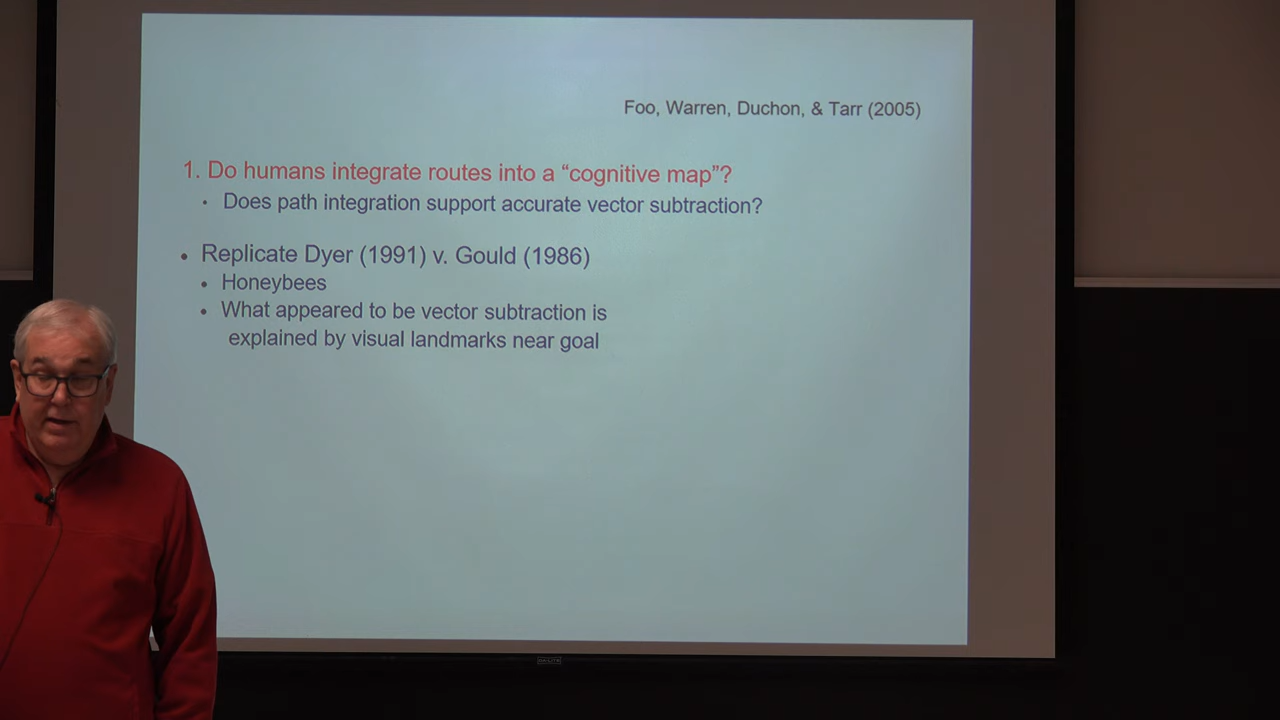 Foo, Warren, Duchon, & Tarr (2005)
1. Do humans integrate routes into a “cognitive map”?
• Does path integration support accurate vector subtraction?
• Replicate Dyer (1991) v. Gould (1986)
• Honeybees
• What appeared to be vector subtraction is
explained by visual landmarks near goal
DA-LITE